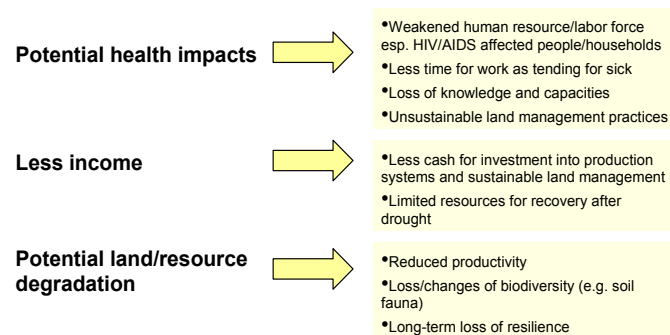 Potential health impacts
•Weakened human resource/labor force
esp. HIV/AIDS affected people/households
•Less time for work as tending for sick
•Loss of knowledge and capacities
•Unsustainable land management practices
Less income
•Less cash for investment into production
systems and sustainable land management
•Limited resources for recovery after
drought
Potential land/resource
degradation
•Reduced productivity
•Loss/changes of biodiversity (e.g. soil
fauna)
•Long-term loss of resilience